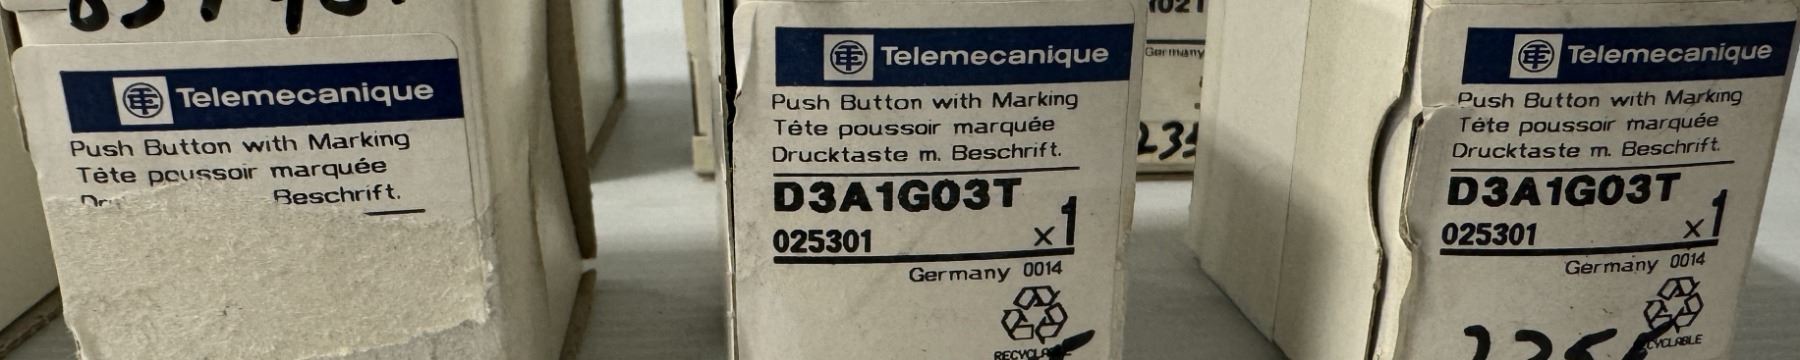 Telemecanique
Push Button with Marking
Tête poussoir marquée
Beschrift.
Telemecanique
Push Button with Marking
Tête poussoir marquée
Drucktaste m. Beschrift.
D3A1G03T
025301 x1
Germany 0014
RECYCLABLE
1021
Germany
235
Telemecanique
Push Button with Marking
Tête poussoir marquée
Drucktaste m. Beschrift.
D3A1G03T
025301 x1
Germany 0014